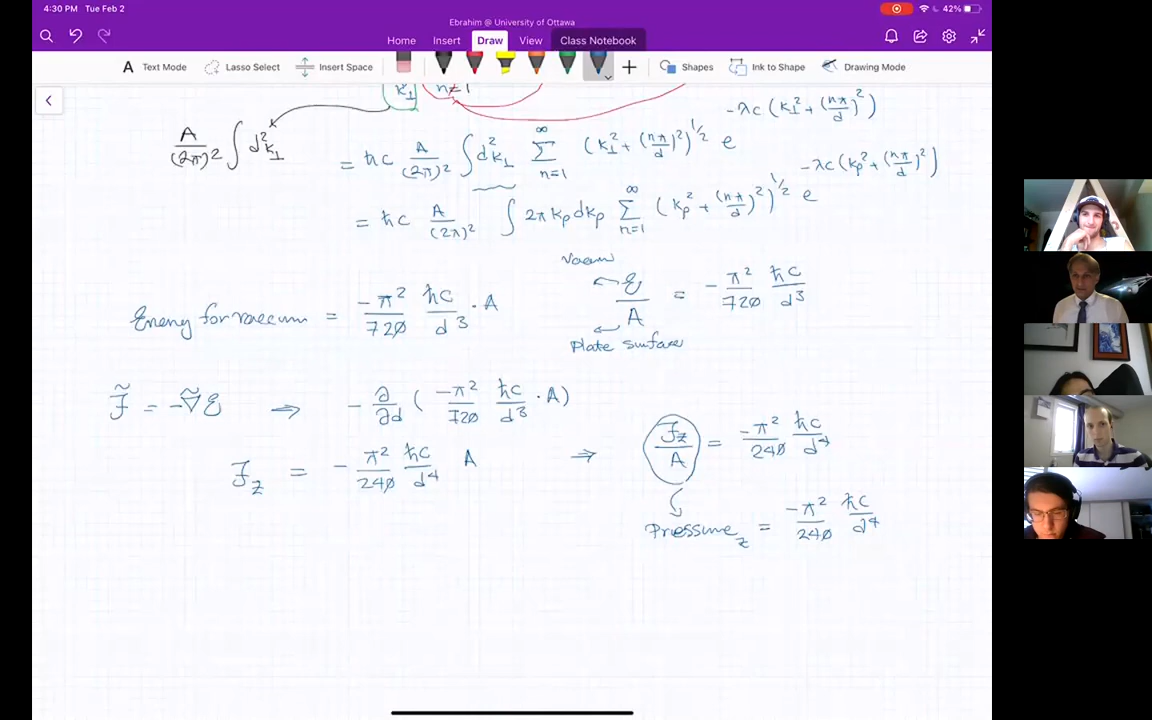 4:30 PM Tue Feb 2
42%
Ebrahim @ University of Ottawa
Home Insert Draw View Class Notebook
Text Mode Lasso Select Insert Space Shapes Ink to Shape Drawing Mode
k⊥ n≠1
A/(2π)² ∫ d²k⊥
= ħc A/(2π)² ∫ d²k⊥ ∑_{n=1}^∞ (k⊥² + (nπ/d)²)^{1/2} e^{-λc(k⊥² + (nπ/d)²)}
= ħc A/(2π)² ∫ 2π kρ dkρ ∑_{n=1}^∞ (kρ² + (nπ/d)²)^{1/2} e^{-λc(kρ² + (nπ/d)²)}
Energy for vaccum = -π²/720 ħc/d³ · A
Vacuum
ℰ/A = -π²/720 ħc/d³
Plate surface
F̃ = -∇̃ℰ ⇒ -∂/∂d (-π²/720 ħc/d³ · A)
F_z = -π²/240 ħc/d⁴ A ⇒ F_z/A = -π²/240 ħc/d⁴
Pressure_z = -π²/240 ħc/d⁴